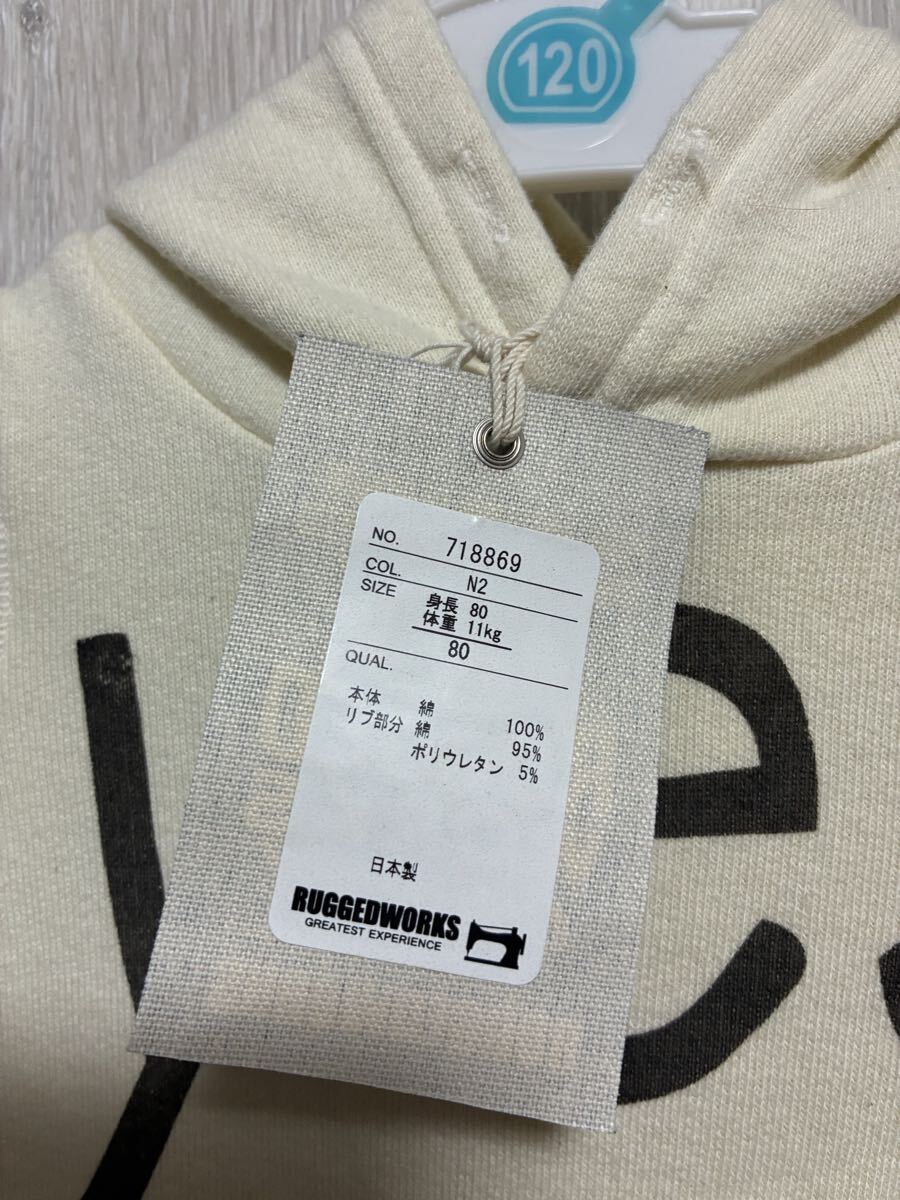 120
NO. 718869
COL. N2
SIZE 身長 80
体重 11kg
80
QUAL.
本体 綿 100%
リブ部分 綿 95%
ポリウレタン 5%
日本製
RUGGEDWORKS
GREATEST EXPERIENCE
ye